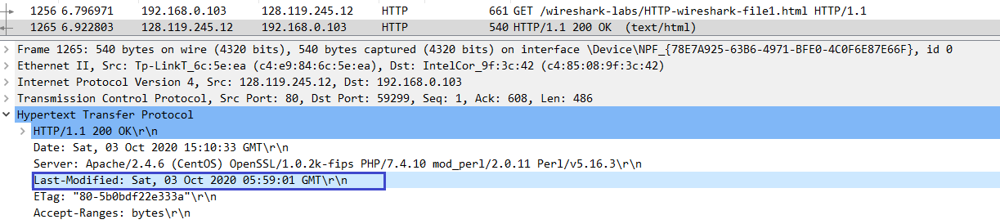 1256 6.796971 192.168.0.103 128.119.245.12 HTTP 661 GET /wireshark-labs/HTTP-wireshark-file1.html HTTP/1.1
1265 6.922803 128.119.245.12 192.168.0.103 HTTP 540 HTTP/1.1 200 OK (text/html)
Frame 1265: 540 bytes on wire (4320 bits), 540 bytes captured (4320 bits) on interface \Device\NPF_{78E7A925-63B6-4971-BFE0-4C0F6E87E66F}, id 0
Ethernet II, Src: Tp-LinkT_6c:5e:ea (c4:e9:84:6c:5e:ea), Dst: IntelCor_9f:3c:42 (c4:85:08:9f:3c:42)
Internet Protocol Version 4, Src: 128.119.245.12, Dst: 192.168.0.103
Transmission Control Protocol, Src Port: 80, Dst Port: 59299, Seq: 1, Ack: 608, Len: 486
Hypertext Transfer Protocol
HTTP/1.1 200 OK\r\n
Date: Sat, 03 Oct 2020 15:10:33 GMT\r\n
Server: Apache/2.4.6 (CentOS) OpenSSL/1.0.2k-fips PHP/7.4.10 mod_perl/2.0.11 Perl/v5.16.3\r\n
Last-Modified: Sat, 03 Oct 2020 05:59:01 GMT\r\n
ETag: "80-5b0bdf22e333a"\r\n
Accept-Ranges: bytes\r\n